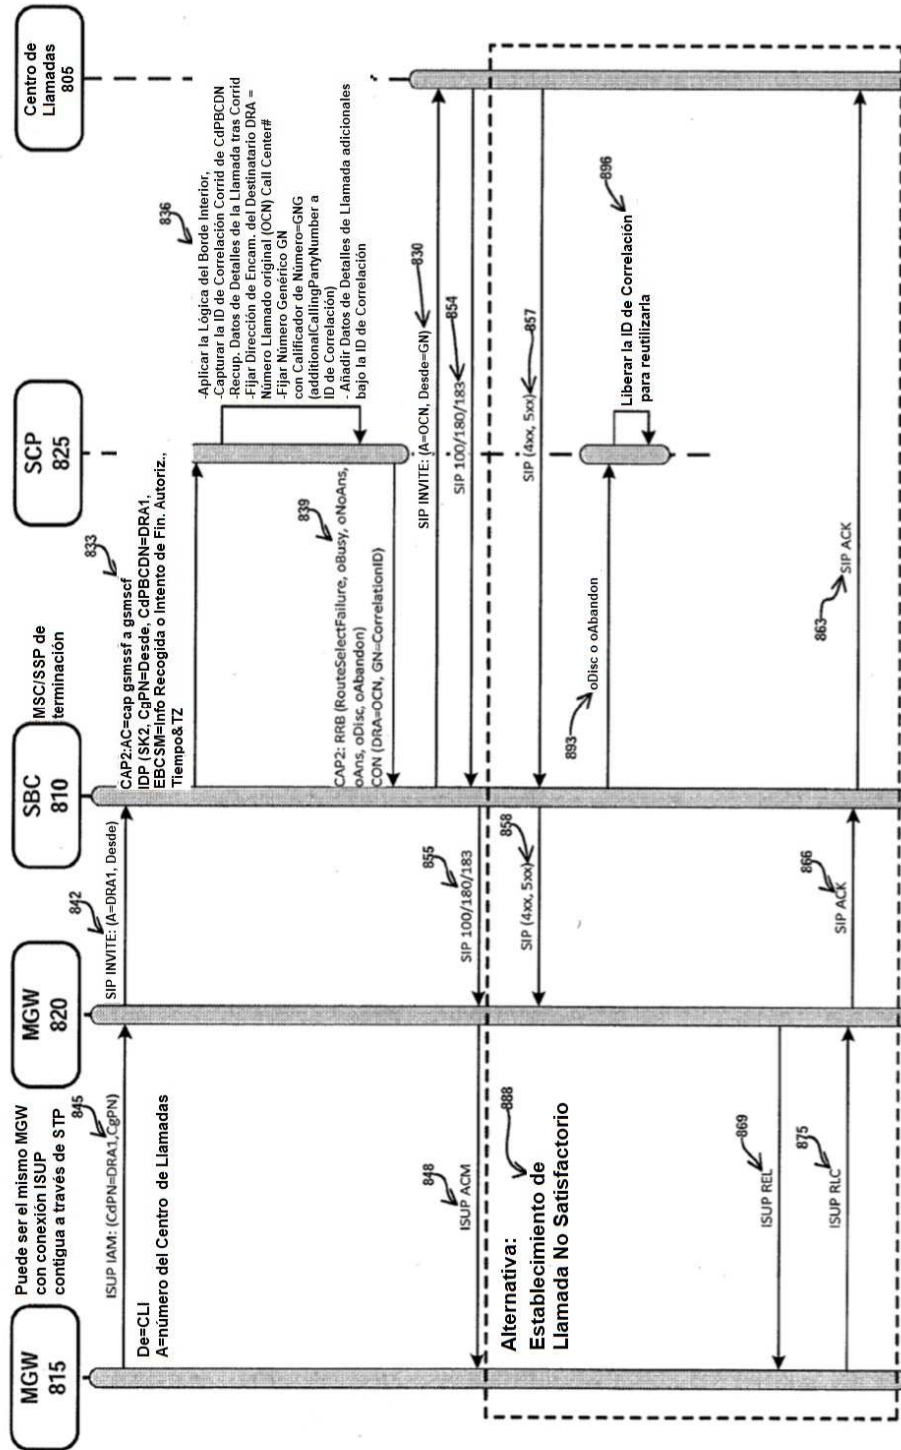 MGW
815
Puede ser el mismo MGW
con conexión ISUP
contigua a través de STP
MGW
820
SBC
810
MSC/SSP de
terminación
SCP
825
Centro de
Llamadas
805
845
ISUP IAM: (CdPN=DRA1,CgPN)
De=CLI
A=número del Centro de Llamadas
842
SIP INVITE: (A=DRA1, Desde)
833
CAP2:AC=cap gsmssf a gsmscf
IDP (SK2, CgPN=Desde, CdPBCDN=DRA1,
EBCSM=Info Recogida o Intento de Fin. Autoriz..,
Tiempo&TZ
836
-Aplicar la Lógica del Borde Interior,
-Capturar la ID de Correlación Corrid de CdPBCDN
-Recup. Datos de Detalles de la Llamada tras Corrid
-Fijar Dirección de Encam. del Destinatario DRA =
Número Llamado original (OCN) Call Center#
-Fijar Número Genérico GN
con Calificador de Número=GNG
(additionalCallingPartyNumber a
ID de Correlación)
- Añadir Datos de Detalles de Llamada adicionales
bajo la ID de Correlación
839
CAP2: RRB (RouteSelectFailure, oBusy, oNoAns,
oAns, oDisc, oAbandon)
CON (DRA=OCN, GN=CorrelationID)
SIP INVITE: (A=OCN, Desde=GN)
830
SIP 100/180/183
854
855
SIP 100/180/183
848
ISUP ACM
888
Alternativa:
Establecimiento de
Llamada No Satisfactorio
SIP (4xx, 5xx)
857
858
SIP (4xx, 5xx)
893
oDisc o oAbandon
896
Liberar la ID de Correlación
para reutilizarla
869
ISUP REL
875
ISUP RLC
866
SIP ACK
863
SIP ACK